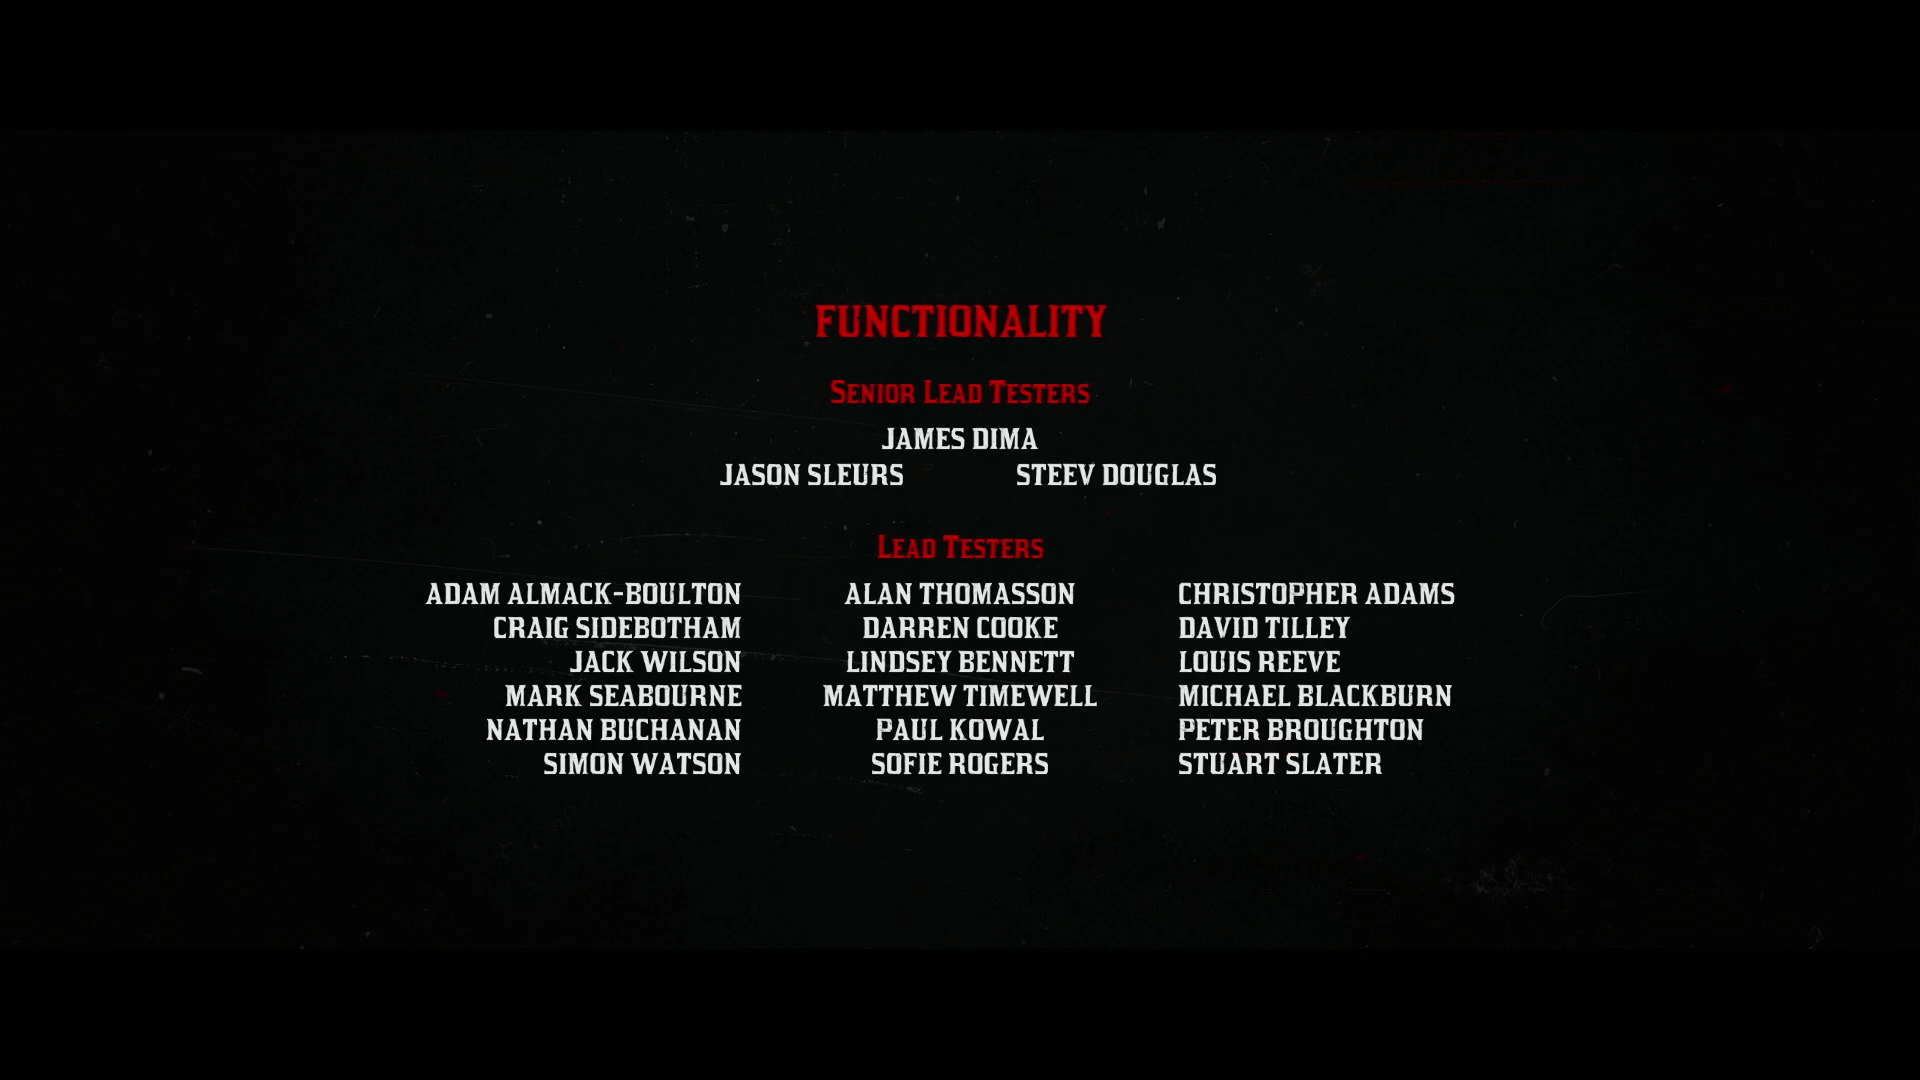 FUNCTIONALITY
SENIOR LEAD TESTERS
JAMES DIMA
JASON SLEURS STEEV DOUGLAS
LEAD TESTERS
ADAM ALMACK-BOULTON ALAN THOMASSON CHRISTOPHER ADAMS
CRAIG SIDEBOTHAM DARREN COOKE DAVID TILLEY
JACK WILSON LINDSEY BENNETT LOUIS REEVE
MARK SEABOURNE MATTHEW TIMEWELL MICHAEL BLACKBURN
NATHAN BUCHANAN PAUL KOWAL PETER BROUGHTON
SIMON WATSON SOFIE ROGERS STUART SLATER